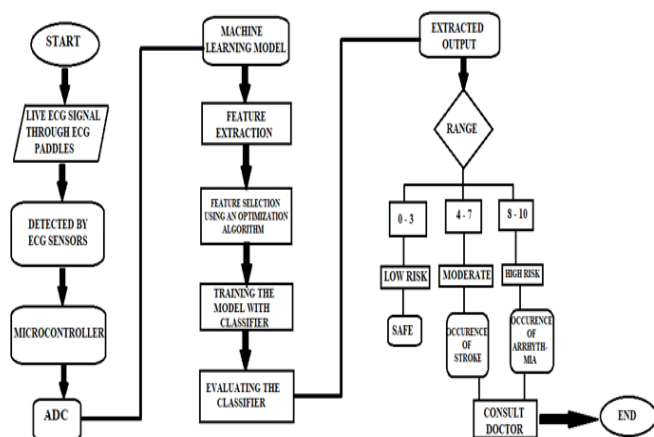 START
LIVE ECG SIGNAL
THROUGH ECG
PADDLES
DETECTED BY
ECG SENSORS
MICROCONTROLLER
ADC
MACHINE
LEARNING MODEL
FEATURE
EXTRACTION
FEATURE SELECTION
USING AN OPTIMIZATION
ALGORITHM
TRAINING THE
MODEL WITH
CLASSIFIER
EVALUATING THE
CLASSIFIER
EXTRACTED
OUTPUT
RANGE
0 - 3
4 - 7
8 - 10
LOW RISK
MODERATE
HIGH RISK
SAFE
OCCURENCE
OF
STROKE
OCCURENCE OF
ARRHYTH-
MIA
CONSULT
DOCTOR
END